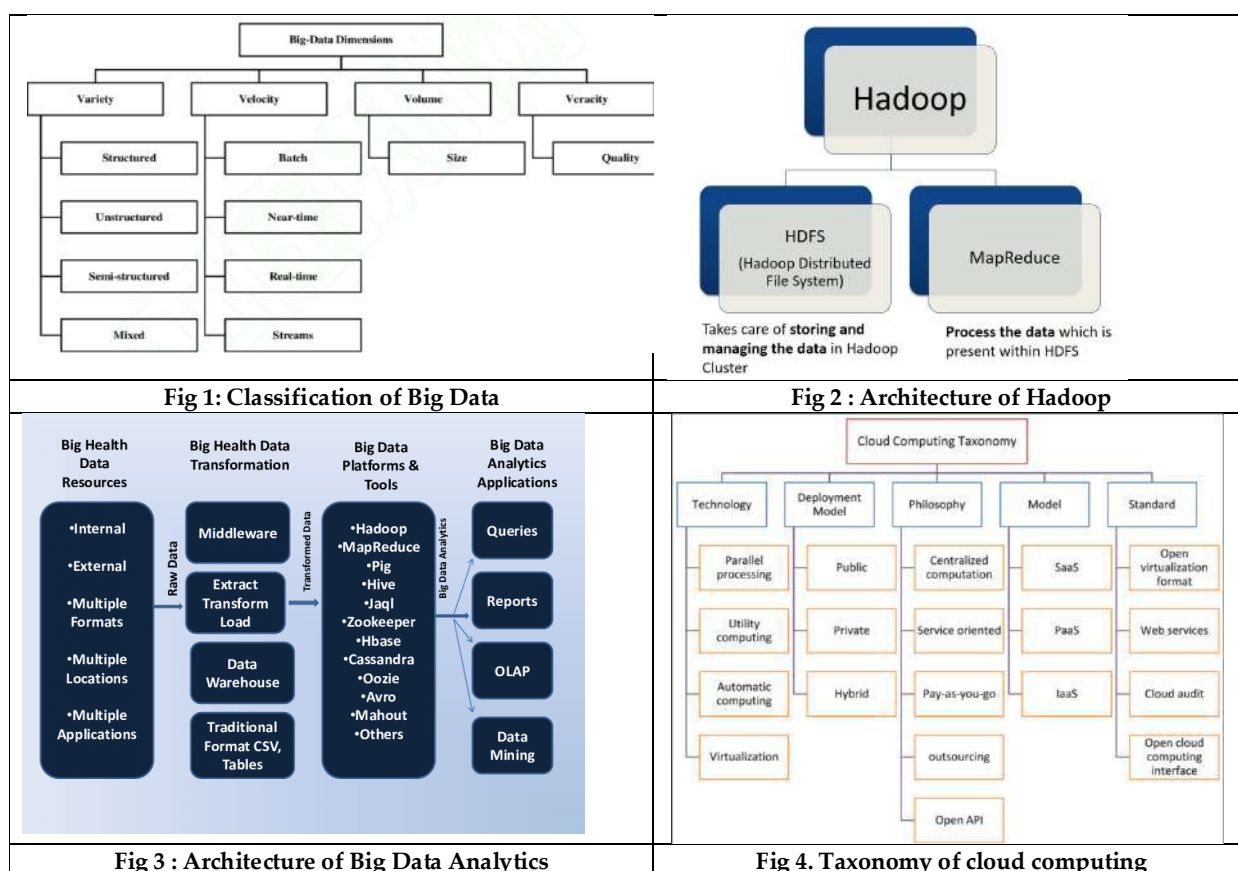 Big-Data Dimensions
Variety
Velocity
Volume
Veracity
Structured
Batch
Size
Quality
Unstructured
Near-time
Semi-structured
Real-time
Mixed
Streams
Fig 1: Classification of Big Data
Hadoop
HDFS
(Hadoop Distributed
File System)
MapReduce
Takes care of storing and
managing the data in Hadoop
Cluster
Process the data which is
present within HDFS
Fig 2 : Architecture of Hadoop
Big Health
Data
Resources
•Internal
•External
•Multiple
Formats
•Multiple
Locations
•Multiple
Applications
Raw Data
Big Health Data
Transformation
Middleware
Extract
Transform
Load
Data
Warehouse
Traditional
Format CSV,
Tables
Transformed Data
Big Data
Platforms &
Tools
•Hadoop
•MapReduce
•Pig
•Hive
•Jaql
•Zookeeper
•Hbase
•Cassandra
•Oozie
•Avro
•Mahout
•Others
Big Data Analytics
Big Data
Analytics
Applications
Queries
Reports
OLAP
Data
Mining
Fig 3 : Architecture of Big Data Analytics
Cloud Computing Taxonomy
Technology
Parallel
processing
Utility
computing
Automatic
computing
Virtualization
Deployment
Model
Public
Private
Hybrid
Philosophy
Centralized
computation
Service oriented
Pay-as-you-go
outsourcing
Open API
Model
SaaS
PaaS
IaaS
Standard
Open
virtualization
format
Web services
Cloud audit
Open cloud
computing
interface
Fig 4. Taxonomy of cloud computing